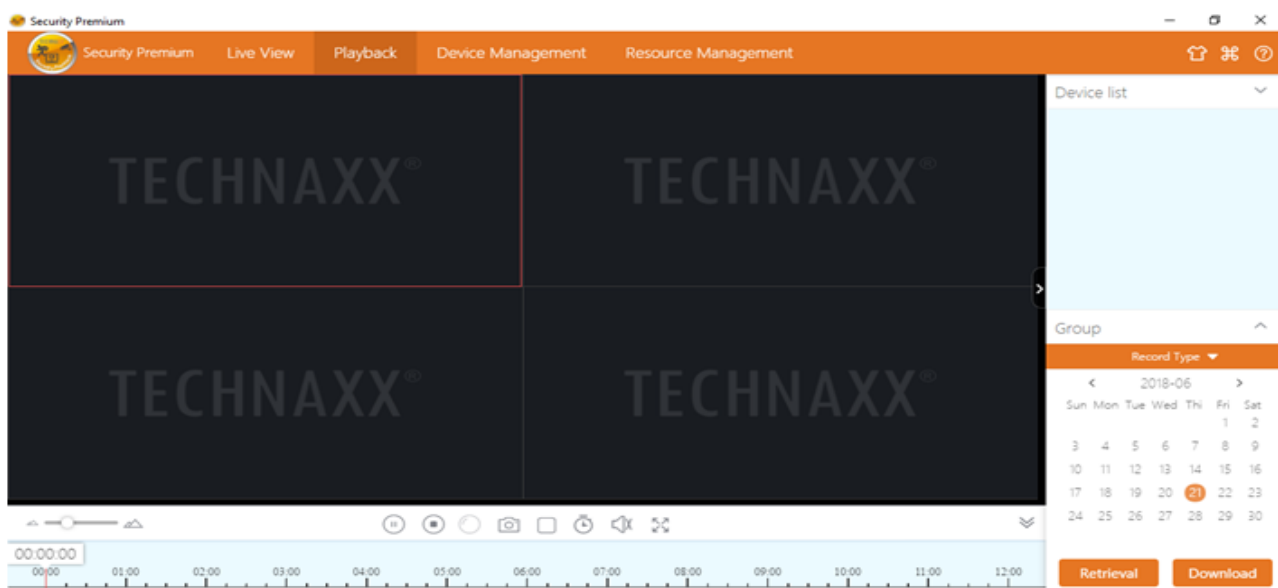 Security Premium
Security Premium Live View Playback Device Management Resource Management
Device list
TECHNAXX® TECHNAXX®
Group
Record Type
< 2018-06 >
Sun Mon Tue Wed Thi Fri Sat
1 2
3 4 5 6 7 8 9
10 11 12 13 14 15 16
17 18 19 20 21 22 23
24 25 26 27 28 29 30
TECHNAXX® TECHNAXX®
00:00:00
00:00 01:00 02:00 03:00 04:00 05:00 06:00 07:00 08:00 09:00 10:00 11:00 12:00
Retrieval Download